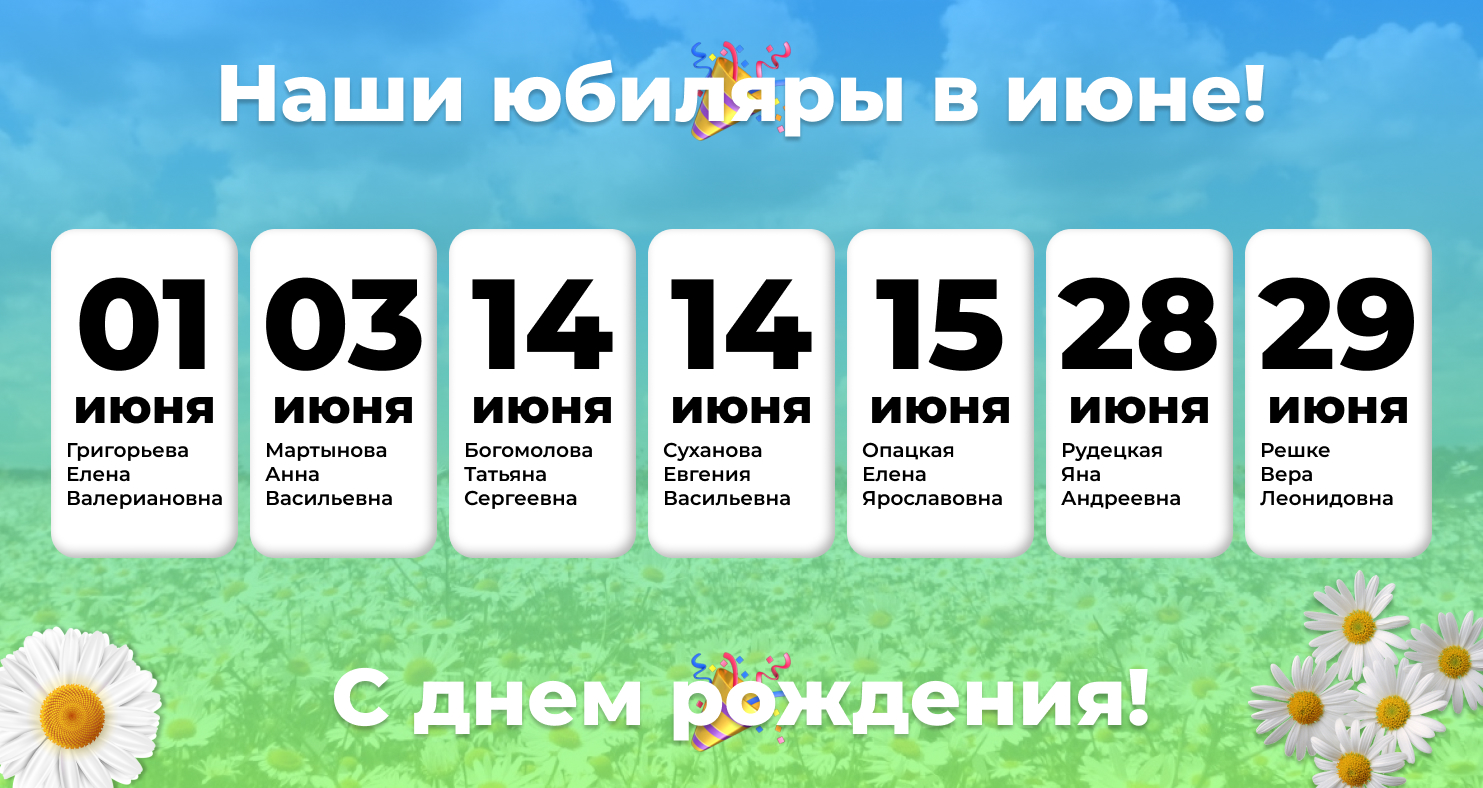 Наши юбиляры в июне!
01
июня
Григорьева
Елена
Валериановна
03
июня
Мартынова
Анна
Васильевна
14
июня
Богомолова
Татьяна
Сергеевна
14
июня
Суханова
Евгения
Васильевна
15
июня
Опацкая
Елена
Ярославовна
28
июня
Рудецкая
Яна
Андреевна
29
июня
Решке
Вера
Леонидовна
С днем рождения!